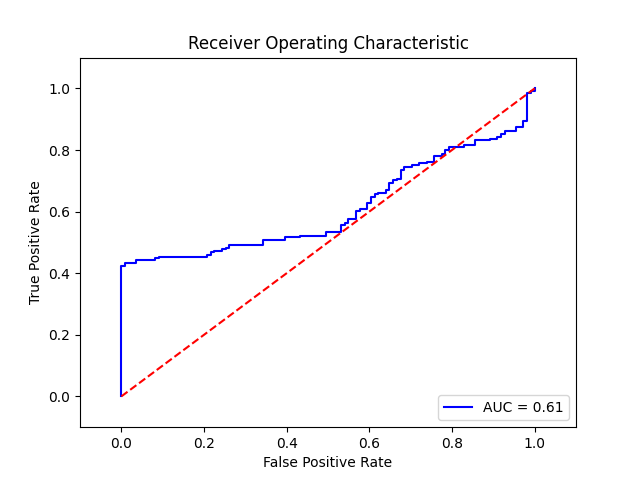 Receiver Operating Characteristic
True Positive Rate
1.0
0.8
0.6
0.4
0.2
0.0
0.0 0.2 0.4 0.6 0.8 1.0
False Positive Rate
AUC = 0.61